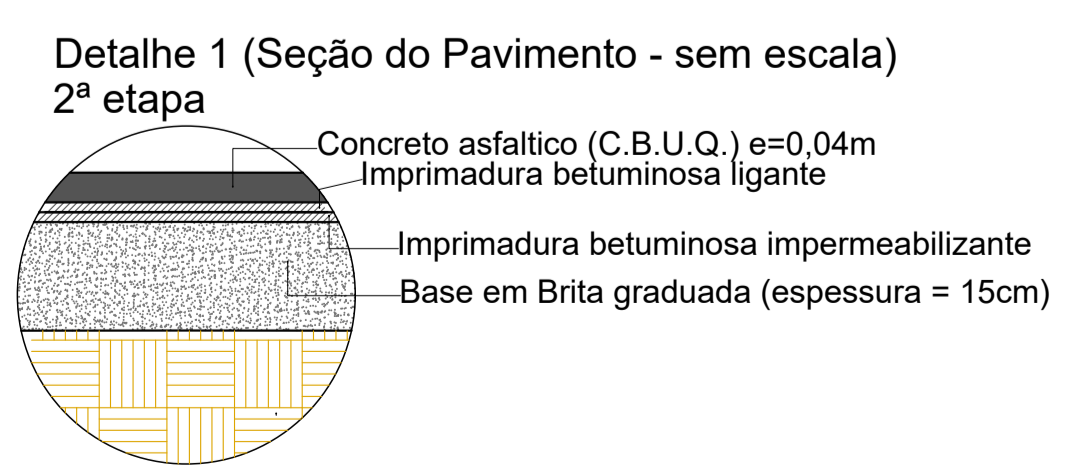 Detalhe 1 (Seção do Pavimento - sem escala)
2ª etapa
Concreto asfaltico (C.B.U.Q.) e=0,04m
Imprimadura betuminosa ligante
Imprimadura betuminosa impermeabilizante
Base em Brita graduada (espessura = 15cm)